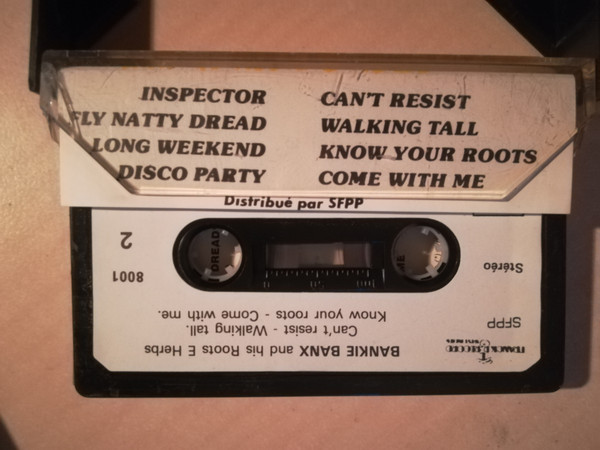 INSPECTOR
FLY NATTY DREAD
LONG WEEKEND
DISCO PARTY
CAN'T RESIST
WALKING TALL
KNOW YOUR ROOTS
COME WITH ME
Distribué par SFPP
BANKIE BANX and his Roots E Herbs
Can't resist - Walking tall.
Know your roots - Come with me.
SFPP
Stéréo
8001
2
DREAD
ME